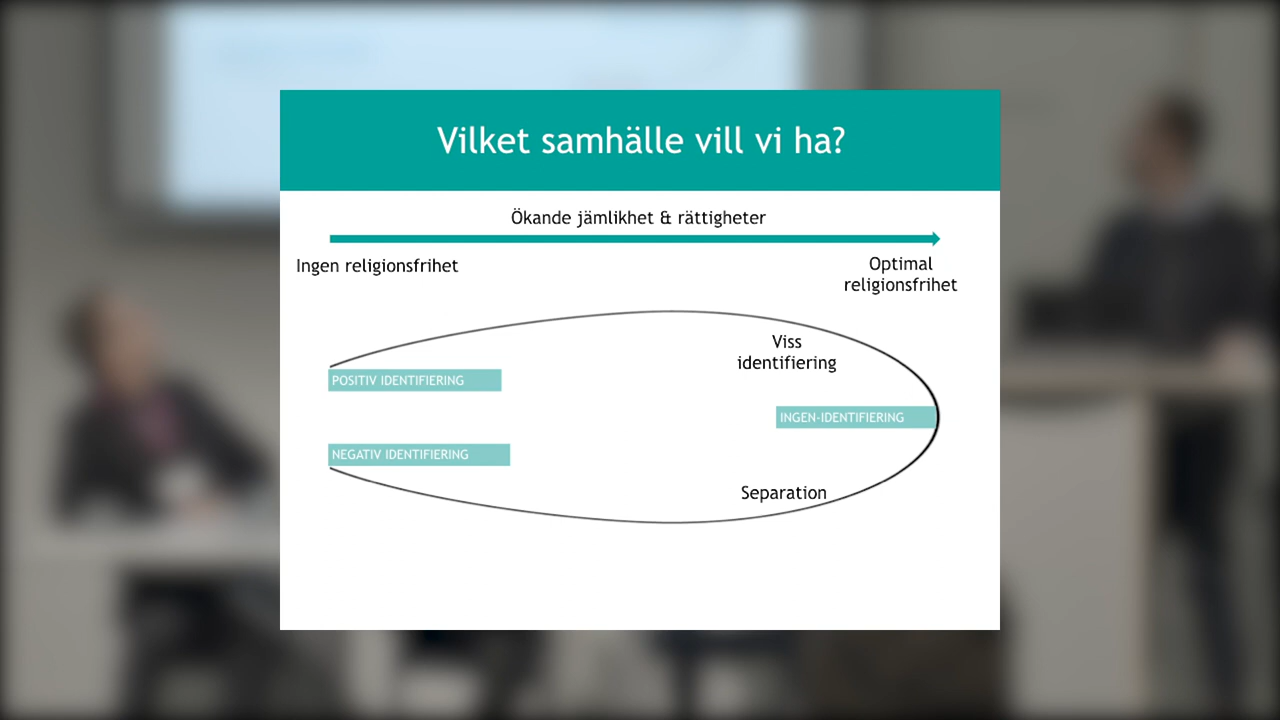 Vilket samhälle vill vi ha?
Ökande jämlikhet & rättigheter
Ingen religionsfrihet
Optimal
religionsfrihet
Viss
identifiering
POSITIV IDENTIFIERING
INGEN-IDENTIFIERING
NEGATIV IDENTIFIERING
Separation